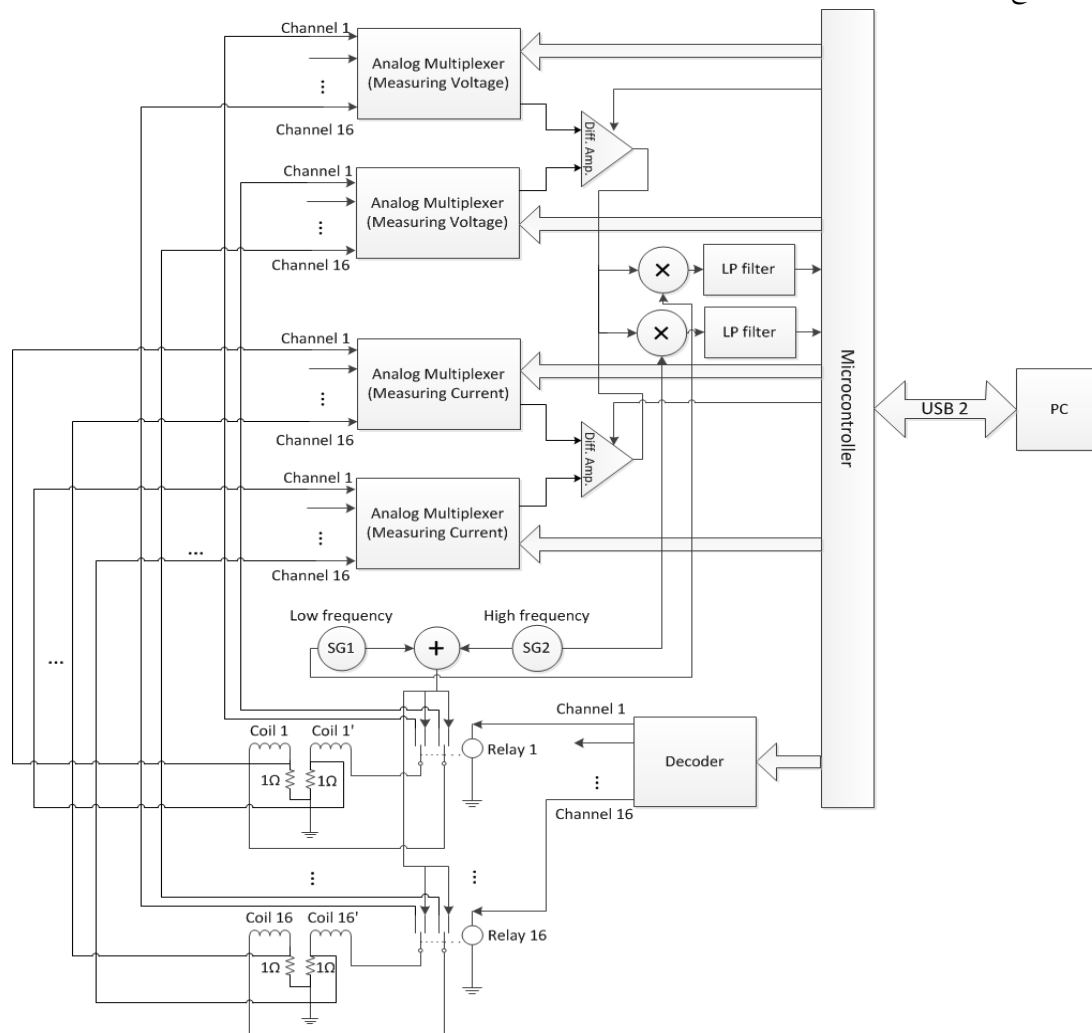 Channel 1
Analog Multiplexer
(Measuring Voltage)
⋮
Channel 16
Diff. Amp.
Channel 1
Analog Multiplexer
(Measuring Voltage)
⋮
Channel 16
×
LP filter
×
LP filter
Channel 1
Analog Multiplexer
(Measuring Current)
⋮
Channel 16
Diff. Amp.
Channel 1
Analog Multiplexer
(Measuring Current)
⋮
...
Channel 16
Microcontroller
USB 2
PC
Low frequency
High frequency
SG1
+
SG2
...
Channel 1
Coil 1
Coil 1'
Relay 1
Decoder
1Ω
1Ω
⋮
Channel 16
⋮
⋮
Coil 16
Coil 16'
Relay 16
1Ω
1Ω